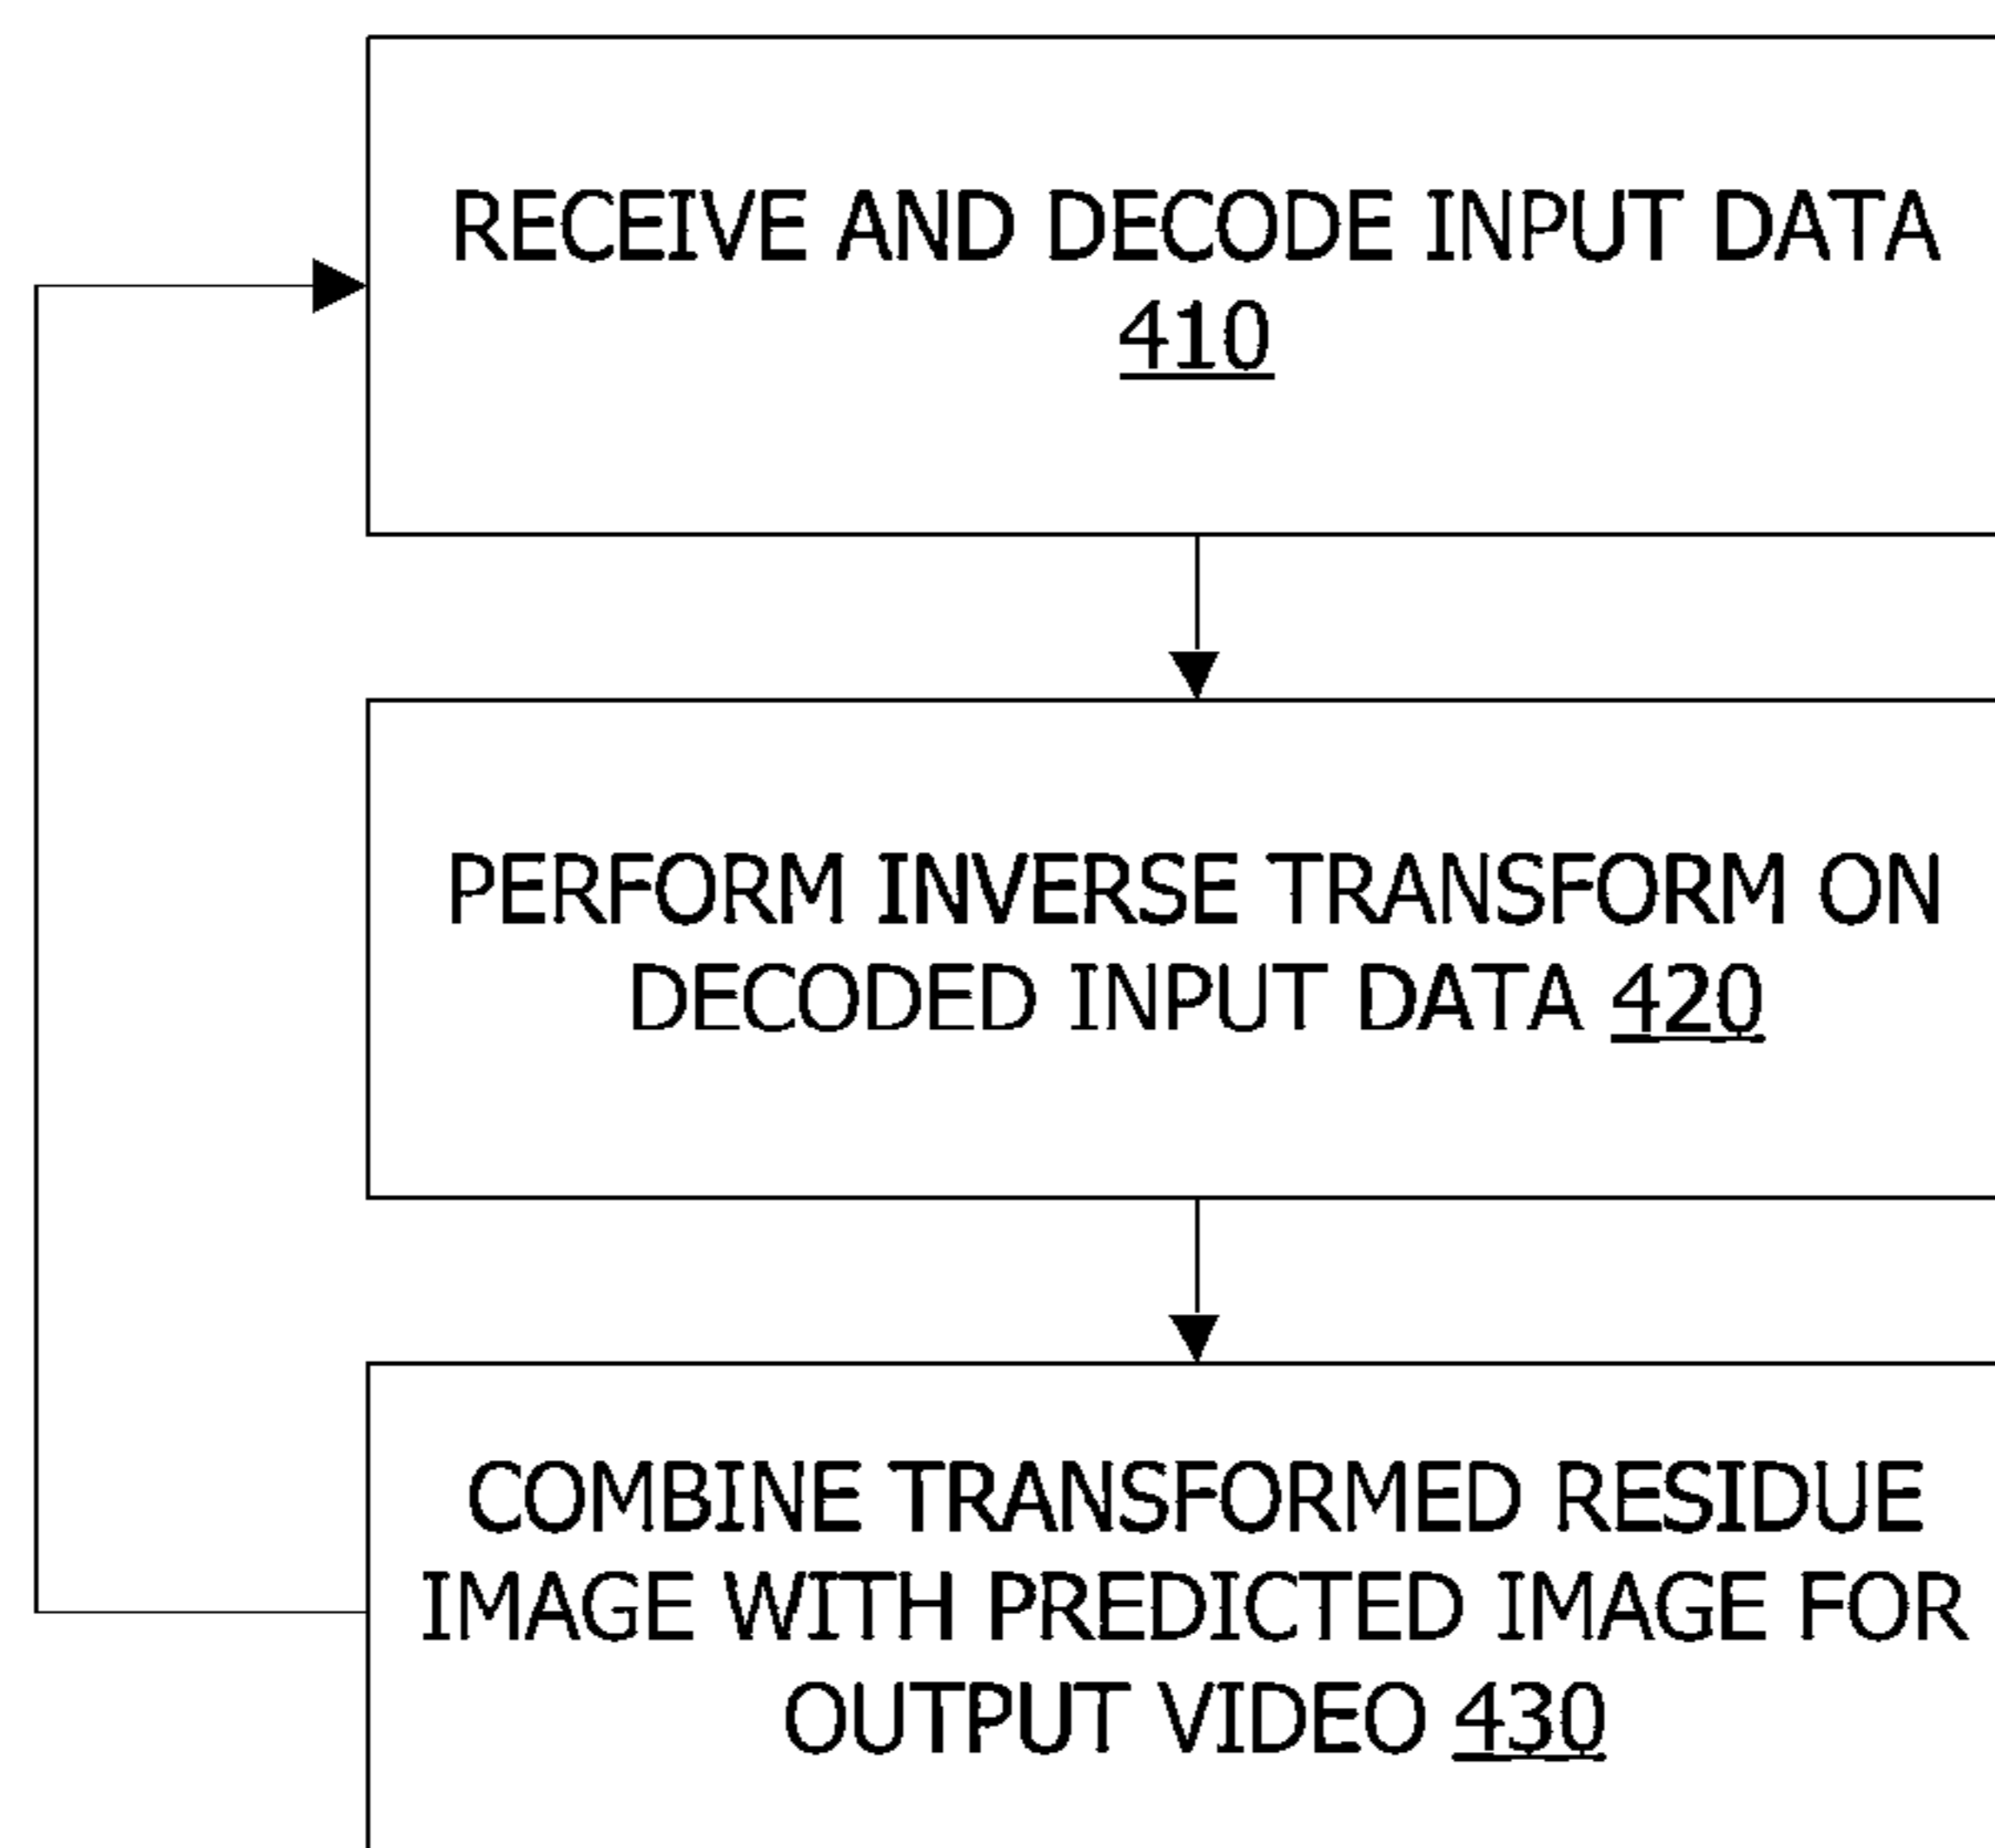 RECEIVE AND DECODE INPUT DATA
410
PERFORM INVERSE TRANSFORM ON
DECODED INPUT DATA 420
COMBINE TRANSFORMED RESIDUE
IMAGE WITH PREDICTED IMAGE FOR
OUTPUT VIDEO 430